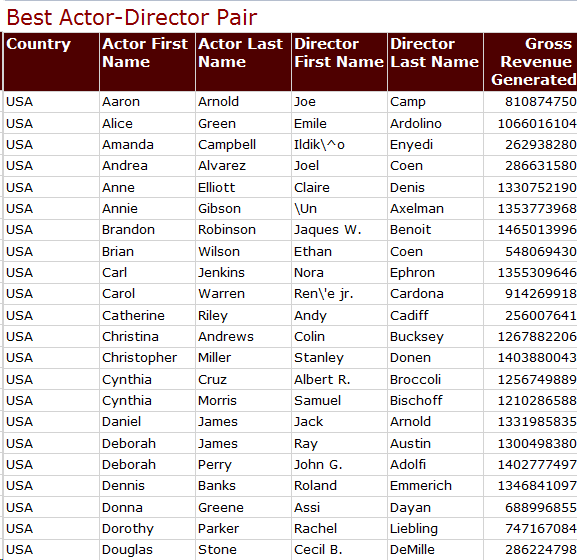 Best Actor-Director Pair
Country Actor First Name Actor Last Name Director First Name Director Last Name Gross Revenue Generated
USA Aaron Arnold Joe Camp 810874750
USA Alice Green Emile Ardolino 1066016104
USA Amanda Campbell Ildik\^o Enyedi 262938280
USA Andrea Alvarez Joel Coen 286631580
USA Anne Elliott Claire Denis 1330752190
USA Annie Gibson \Un Axelman 1353773968
USA Brandon Robinson Jaques W. Benoit 1465013996
USA Brian Wilson Ethan Coen 548069430
USA Carl Jenkins Nora Ephron 1355309646
USA Carol Warren Ren\'e jr. Cardona 914269918
USA Catherine Riley Andy Cadiff 256007641
USA Christina Andrews Colin Bucksey 1267882206
USA Christopher Miller Stanley Donen 1403880043
USA Cynthia Cruz Albert R. Broccoli 1256749889
USA Cynthia Morris Samuel Bischoff 1210286588
USA Daniel James Jack Arnold 1331985835
USA Deborah James Ray Austin 1300498380
USA Deborah Perry John G. Adolfi 1402777497
USA Dennis Banks Roland Emmerich 1346841097
USA Donna Greene Assi Dayan 688996855
USA Dorothy Parker Rachel Liebling 747167084
USA Douglas Stone Cecil B. DeMille 286224798